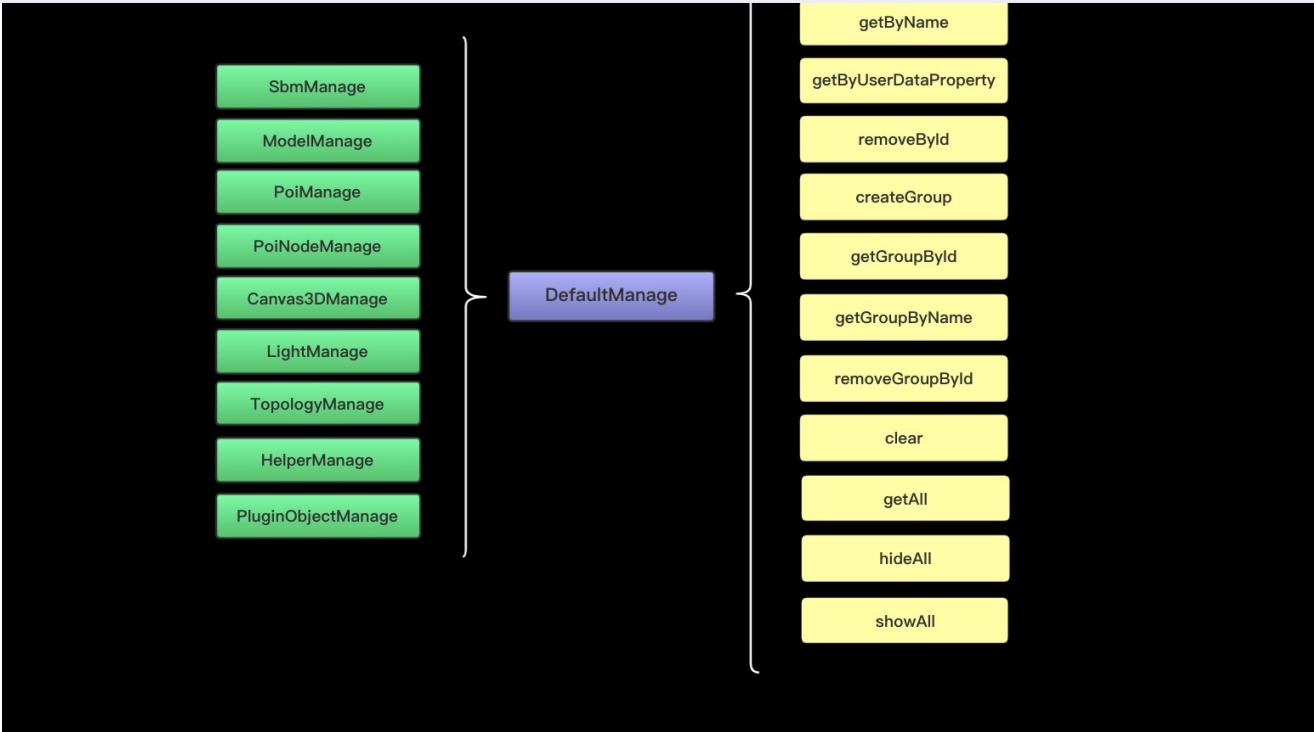 SbmManage
ModelManage
PoiManage
PoiNodeManage
Canvas3DManage
LightManage
TopologyManage
HelperManage
PluginObjectManage
DefaultManage
getByName
getByUserDataProperty
removeById
createGroup
getGroupById
getGroupByName
removeGroupById
clear
getAll
hideAll
showAll